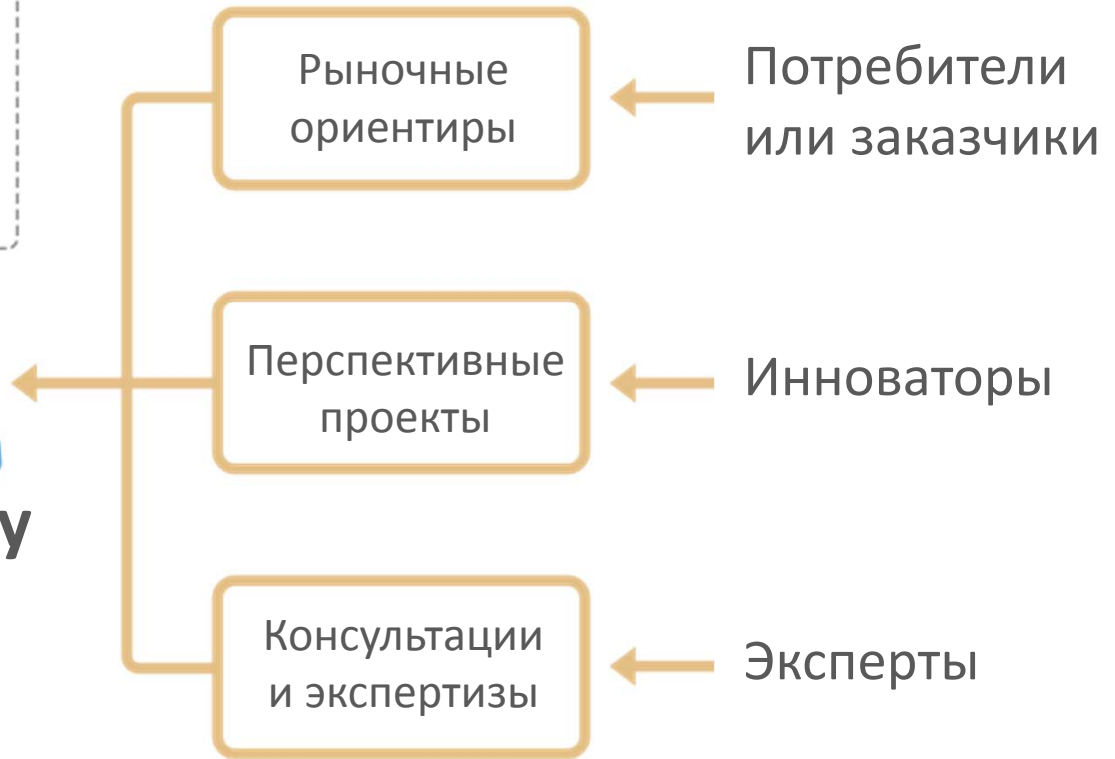 Рыночные
ориентиры
Потребители
или заказчики
Перспективные
проекты
Инноваторы
у
Консультации
и экспертизы
Эксперты